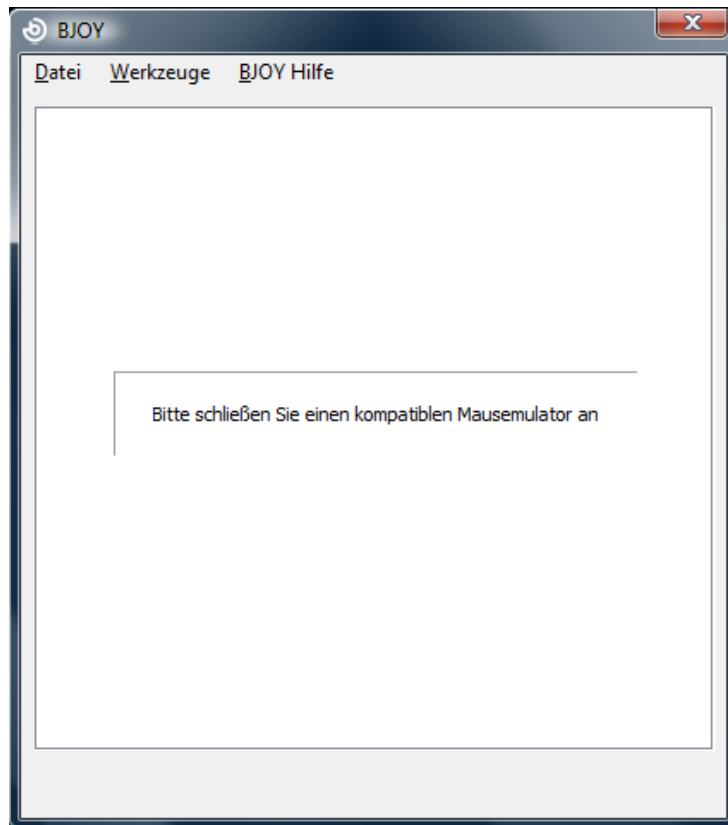 BJOY
Datei Werkzeuge BJOY Hilfe
Bitte schließen Sie einen kompatiblen Mausemulator an